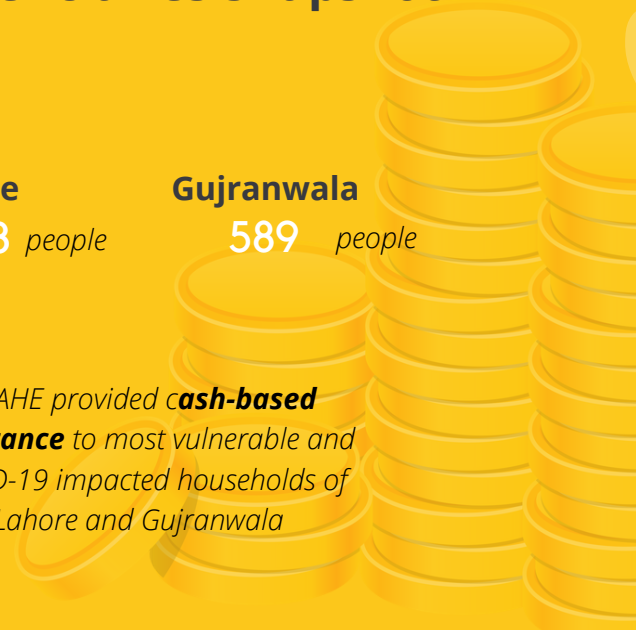 e Gujranwala
8 people 589 people
AHE provided cash-based
ance to most vulnerable and
D-19 impacted households of
Lahore and Gujranwala